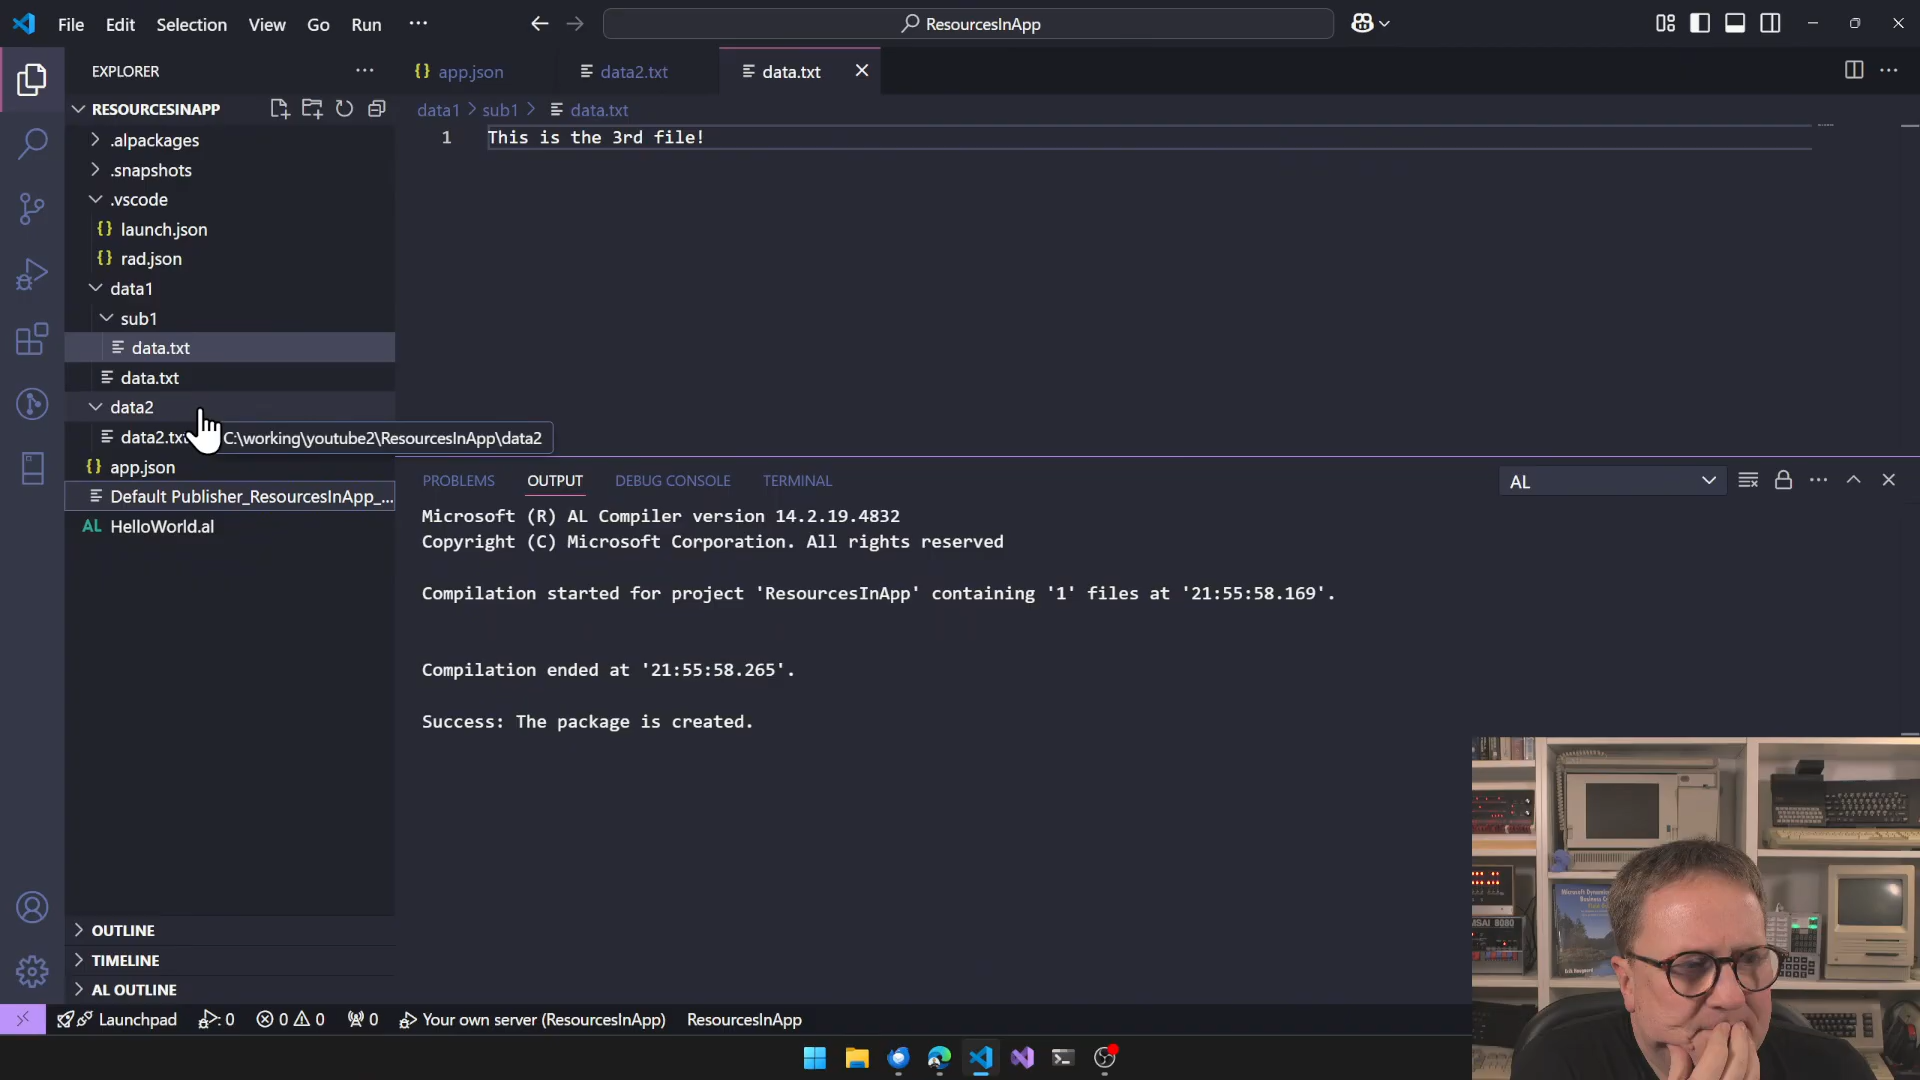 File Edit Selection View Go Run ···
ResourcesInApp
EXPLORER
RESOURCESINAPP
.alpackages
.snapshots
.vscode
{} launch.json
{} rad.json
data1
sub1
data.txt
data.txt
data2
data2.txt
C:\working\youtube2\ResourcesInApp\data2
{} app.json
Default Publisher_ResourcesInApp_...
AL HelloWorld.al
OUTLINE
TIMELINE
AL OUTLINE
{} app.json
data2.txt
data.txt
data1 > sub1 > data.txt
1 This is the 3rd file!
PROBLEMS OUTPUT DEBUG CONSOLE TERMINAL
AL
Microsoft (R) AL Compiler version 14.2.19.4832
Copyright (C) Microsoft Corporation. All rights reserved
Compilation started for project 'ResourcesInApp' containing '1' files at '21:55:58.169'.
Compilation ended at '21:55:58.265'.
Success: The package is created.
Microsoft Dynamics
IMSAI 8080
Launchpad 0 0 0 0 Your own server (ResourcesInApp) ResourcesInApp